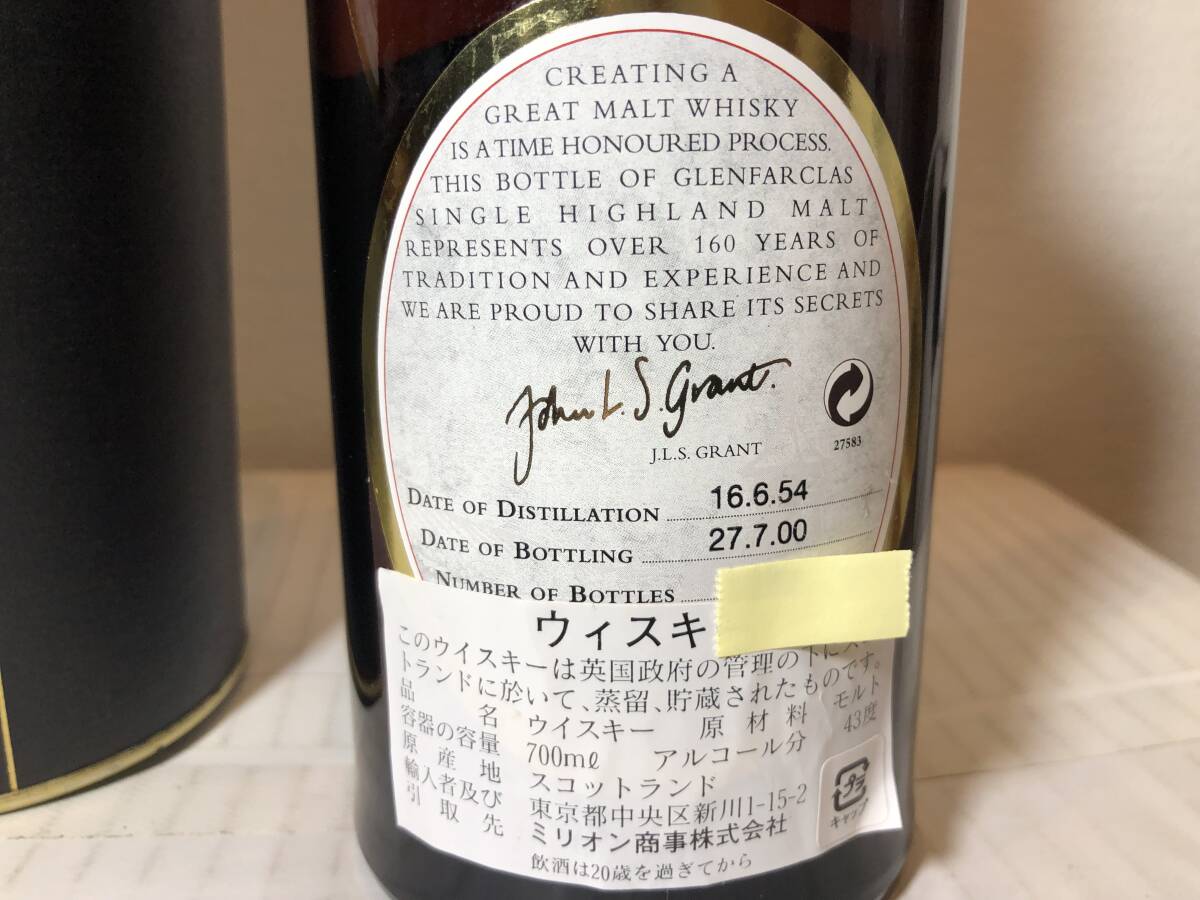 CREATING A
GREAT MALT WHISKY
IS A TIME HONOURED PROCESS.
THIS BOTTLE OF GLENFARCLAS
SINGLE HIGHLAND MALT
REPRESENTS OVER 160 YEARS OF
TRADITION AND EXPERIENCE AND
WE ARE PROUD TO SHARE ITS SECRETS
WITH YOU.
John L. S. Grant.
J.L.S. GRANT
27583
DATE OF DISTILLATION 16.6.54
DATE OF BOTTLING 27.7.00
NUMBER OF BOTTLES
ウィスキ
このウイスキーは英国政府の管理の下にス
トランドに於いて、蒸留、貯蔵されたものです。
品名 ウイスキー 原材料 モルト
容器の容量 700mℓ アルコール分 43度
原産地 スコットランド
輸入者及び 東京都中央区新川1-15-2
引取先 ミリオン商事株式会社
プラ
キャップ
飲酒は20歳を過ぎてから